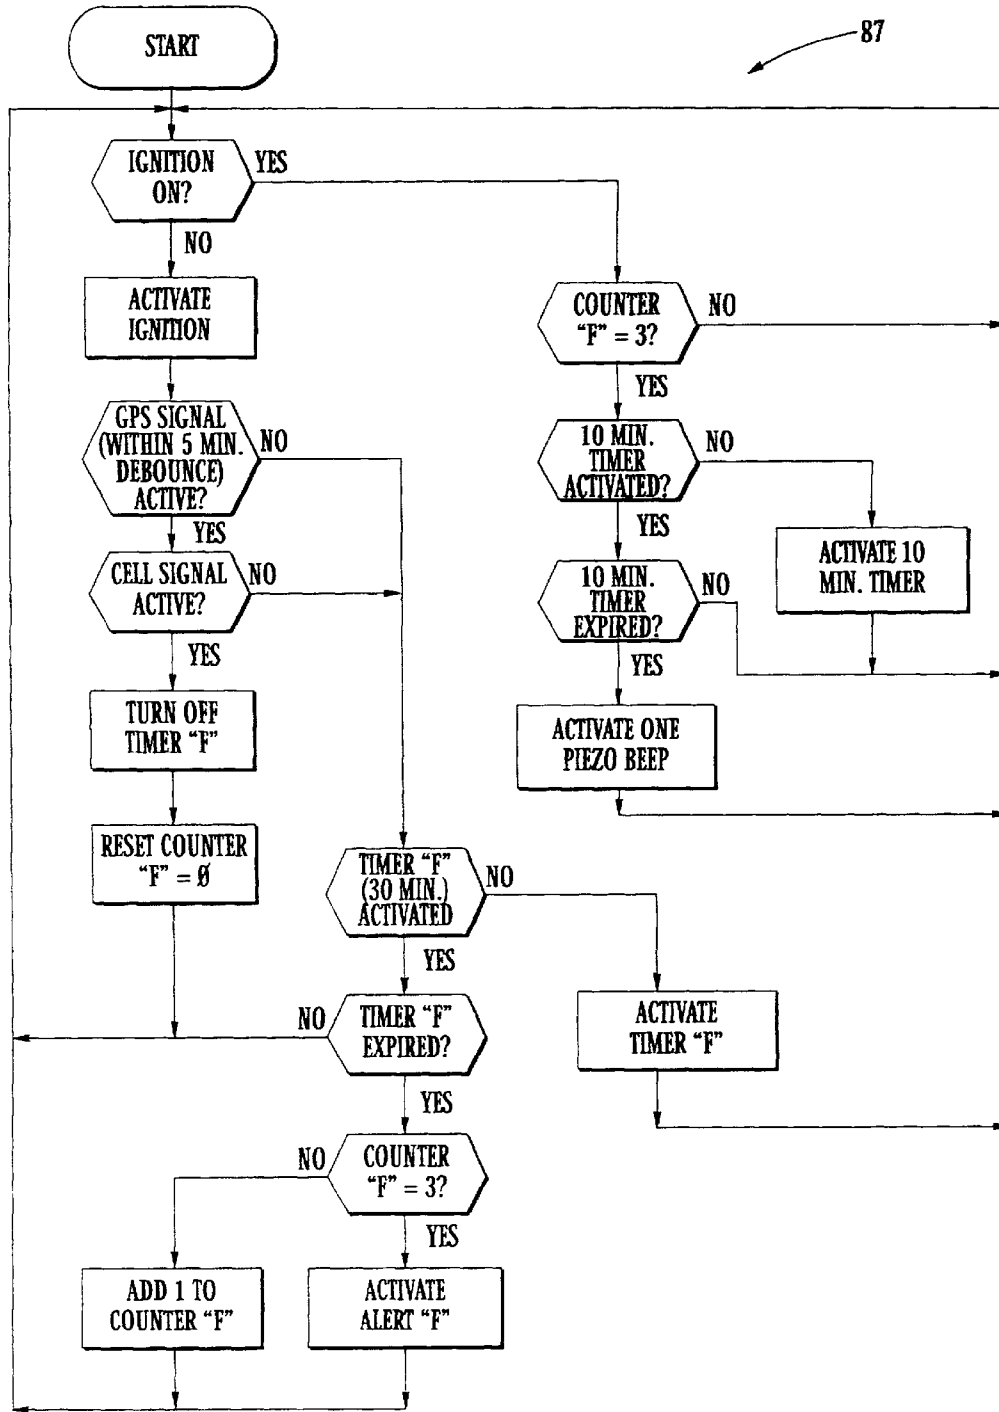 START
87
IGNITION
ON?
YES
NO
ACTIVATE
IGNITION
COUNTER
“F” = 3?
NO
YES
GPS SIGNAL
(WITHIN 5 MIN.
DEBOUNCE)
ACTIVE?
NO
YES
10 MIN.
TIMER
ACTIVATED?
NO
YES
ACTIVATE 10
MIN. TIMER
CELL SIGNAL
ACTIVE?
NO
YES
10 MIN.
TIMER
EXPIRED?
NO
YES
TURN OFF
TIMER “F”
ACTIVATE ONE
PIEZO BEEP
RESET COUNTER
“F” = Ø
TIMER “F”
(30 MIN.)
ACTIVATED
NO
YES
TIMER “F”
EXPIRED?
NO
YES
ACTIVATE
TIMER “F”
COUNTER
“F” = 3?
NO
YES
ADD 1 TO
COUNTER “F”
ACTIVATE
ALERT “F”